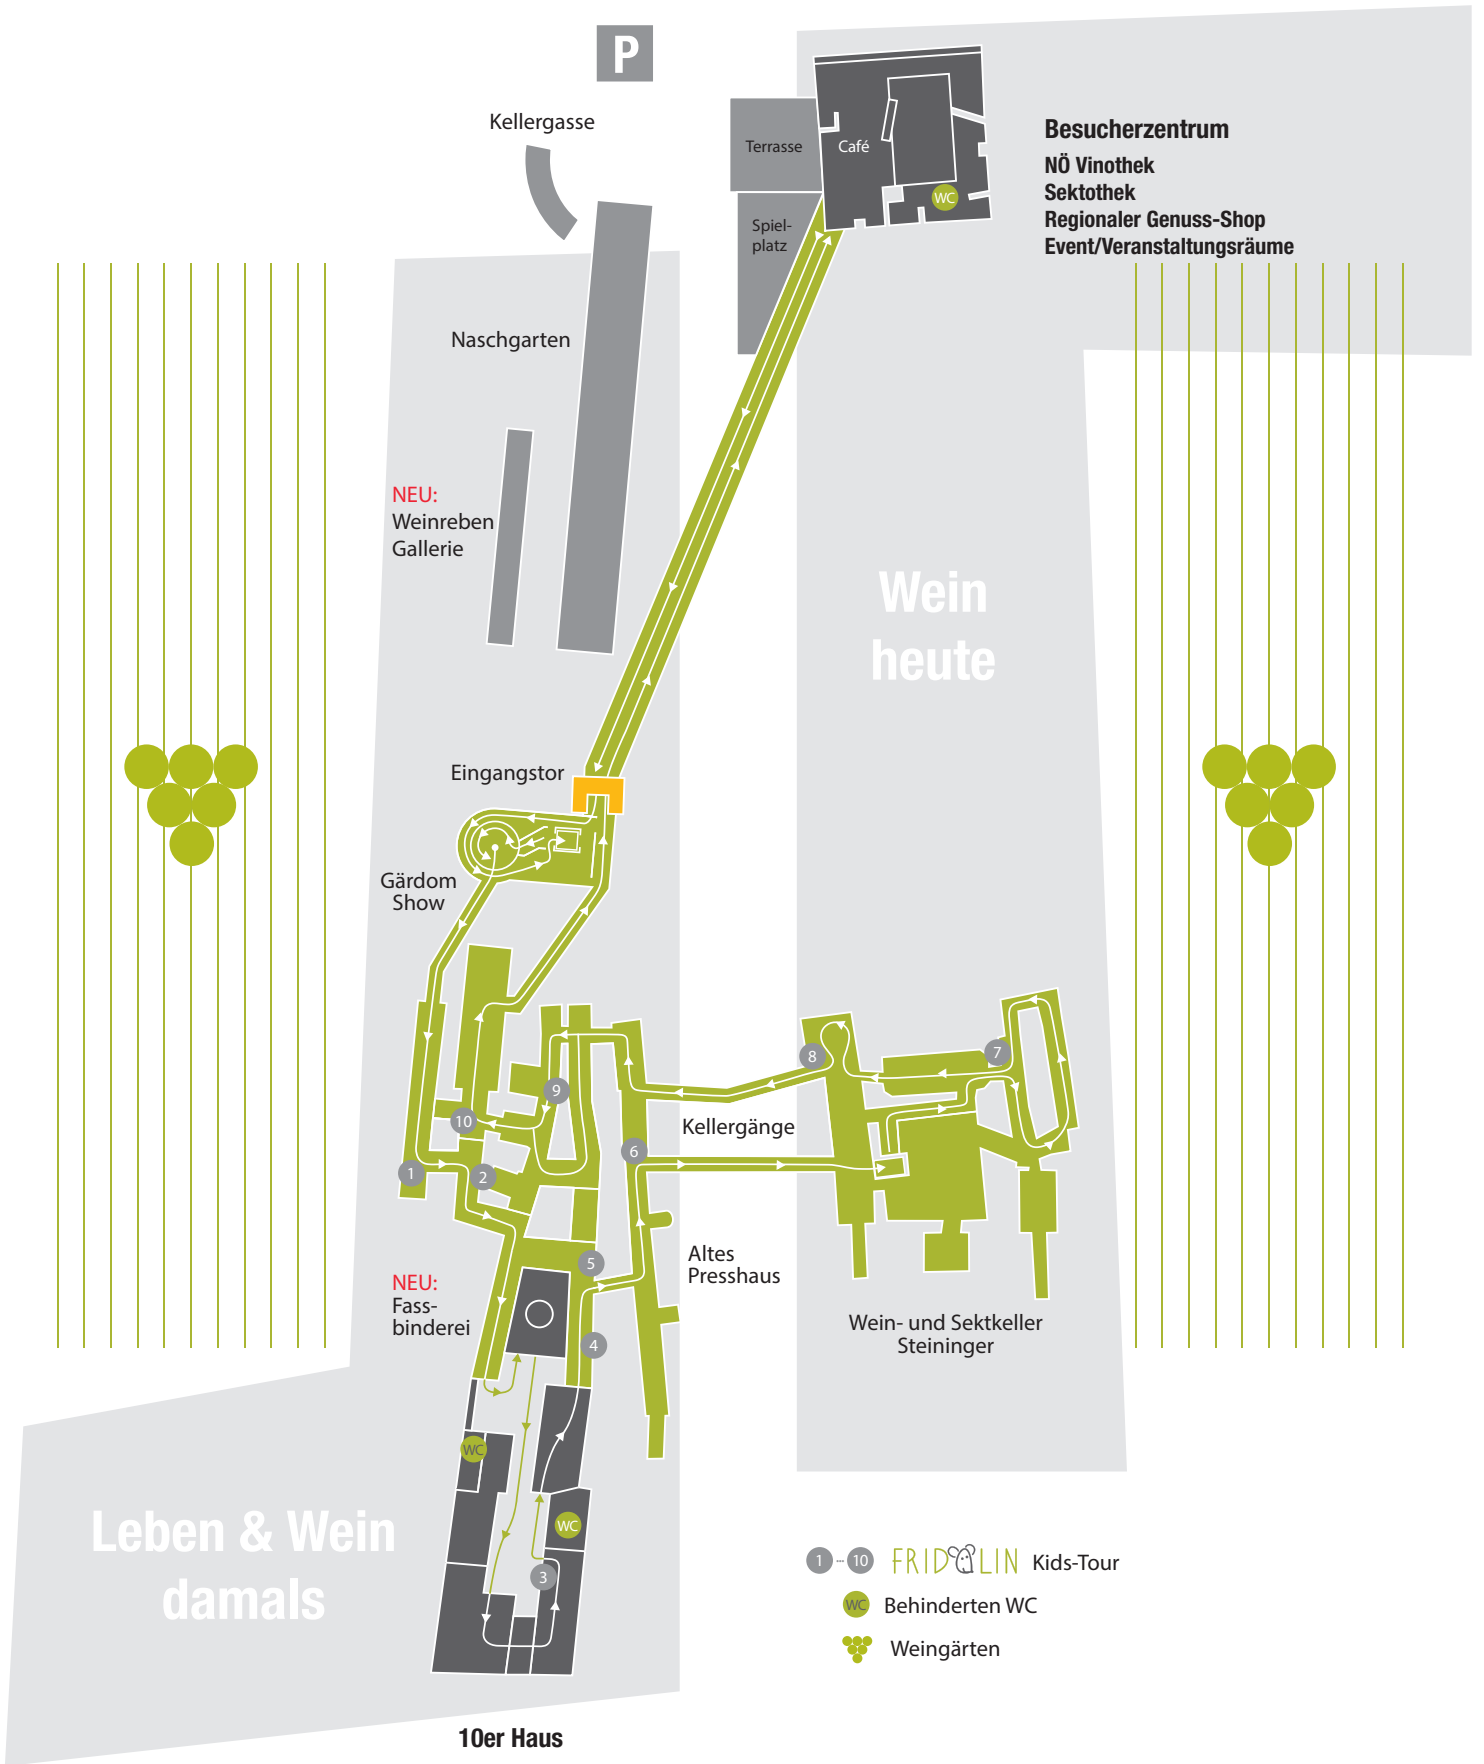 P
Kellergasse
Terrasse
Café
WC
Spiel-
platz
Besucherzentrum
NÖ Vinothek
Sektothek
Regionaler Genuss-Shop
Event/Veranstaltungsräume
Naschgarten
NEU:
Weinreben
Gallerie
Wein
heute
Eingangstor
Gärdom
Show
8
7
9
10
Kellergänge
6
1
2
5
Altes
Presshaus
NEU:
Fass-
binderei
4
Wein- und Sektkeller
Steininger
WC
WC
3
Leben & Wein
damals
1 - 10 FRIDOLIN Kids-Tour
WC Behinderten WC
Weingärten
10er Haus